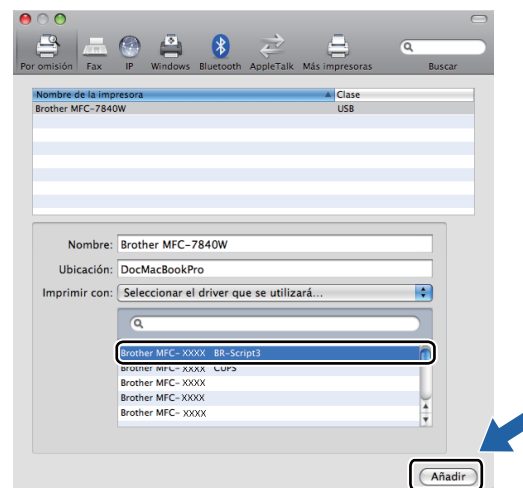 Por omisión Fax IP Windows Bluetooth AppleTalk Más impresoras Buscar
Nombre de la impresora Clase
Brother MFC-7840W USB
Nombre: Brother MFC-7840W
Ubicación: DocMacBookPro
Imprimir con: Seleccionar el driver que se utilizará...
Brother MFC- XXXX BR-Script3
Brother MFC- XXXX CUPS
Brother MFC- XXXX
Brother MFC- XXXX
Brother MFC- XXXX
Añadir